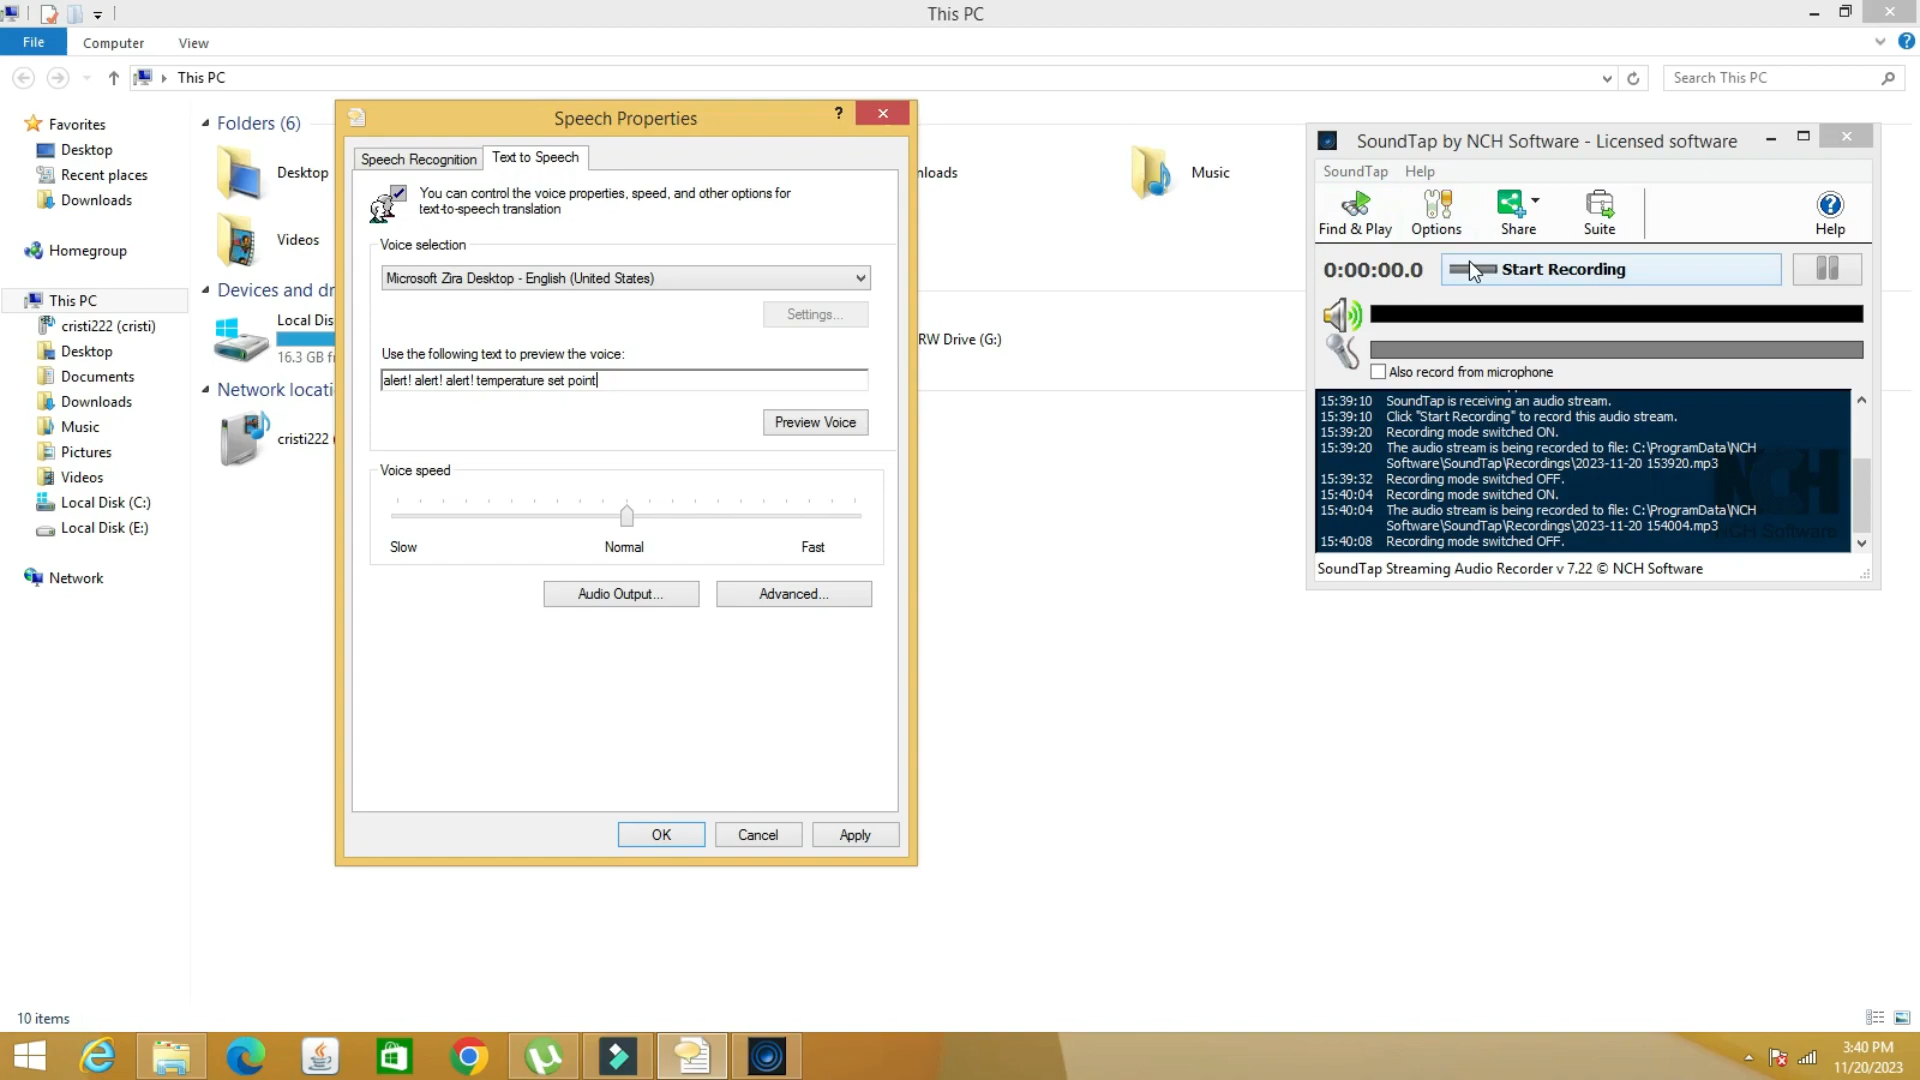 This PC
File
Computer
View
This PC
Search This PC
Favorites
Desktop
Recent places
Downloads
Homegroup
This PC
cristi222 (cristi)
Desktop
Documents
Downloads
Music
Pictures
Videos
Local Disk (C:)
Local Disk (E:)
Network
Folders (6)
Desktop
Videos
nloads
Music
Devices and dr
Local Dis
16.3 GB fr
RW Drive (G:)
Network locati
cristi222 (
Speech Properties
?
Speech Recognition
Text to Speech
You can control the voice properties, speed, and other options for
text-to-speech translation
Voice selection
Microsoft Zira Desktop - English (United States)
Settings...
Use the following text to preview the voice:
alert! alert! alert! temperature set point
Preview Voice
Voice speed
Slow
Normal
Fast
Audio Output...
Advanced...
OK
Cancel
Apply
SoundTap by NCH Software - Licensed software
SoundTap
Help
Find & Play
Options
Share
Suite
Help
0:00:00.0
Start Recording
Also record from microphone
15:39:10 SoundTap is receiving an audio stream.
15:39:10 Click "Start Recording" to record this audio stream.
15:39:20 Recording mode switched ON.
15:39:20 The audio stream is being recorded to file: C:\ProgramData\NCH
Software\SoundTap\Recordings\2023-11-20 153920.mp3
15:39:32 Recording mode switched OFF.
15:40:04 Recording mode switched ON.
15:40:04 The audio stream is being recorded to file: C:\ProgramData\NCH
Software\SoundTap\Recordings\2023-11-20 154004.mp3
15:40:08 Recording mode switched OFF.
NCH
NCH Software
SoundTap Streaming Audio Recorder v 7.22 © NCH Software
10 items
3:40 PM
11/20/2023